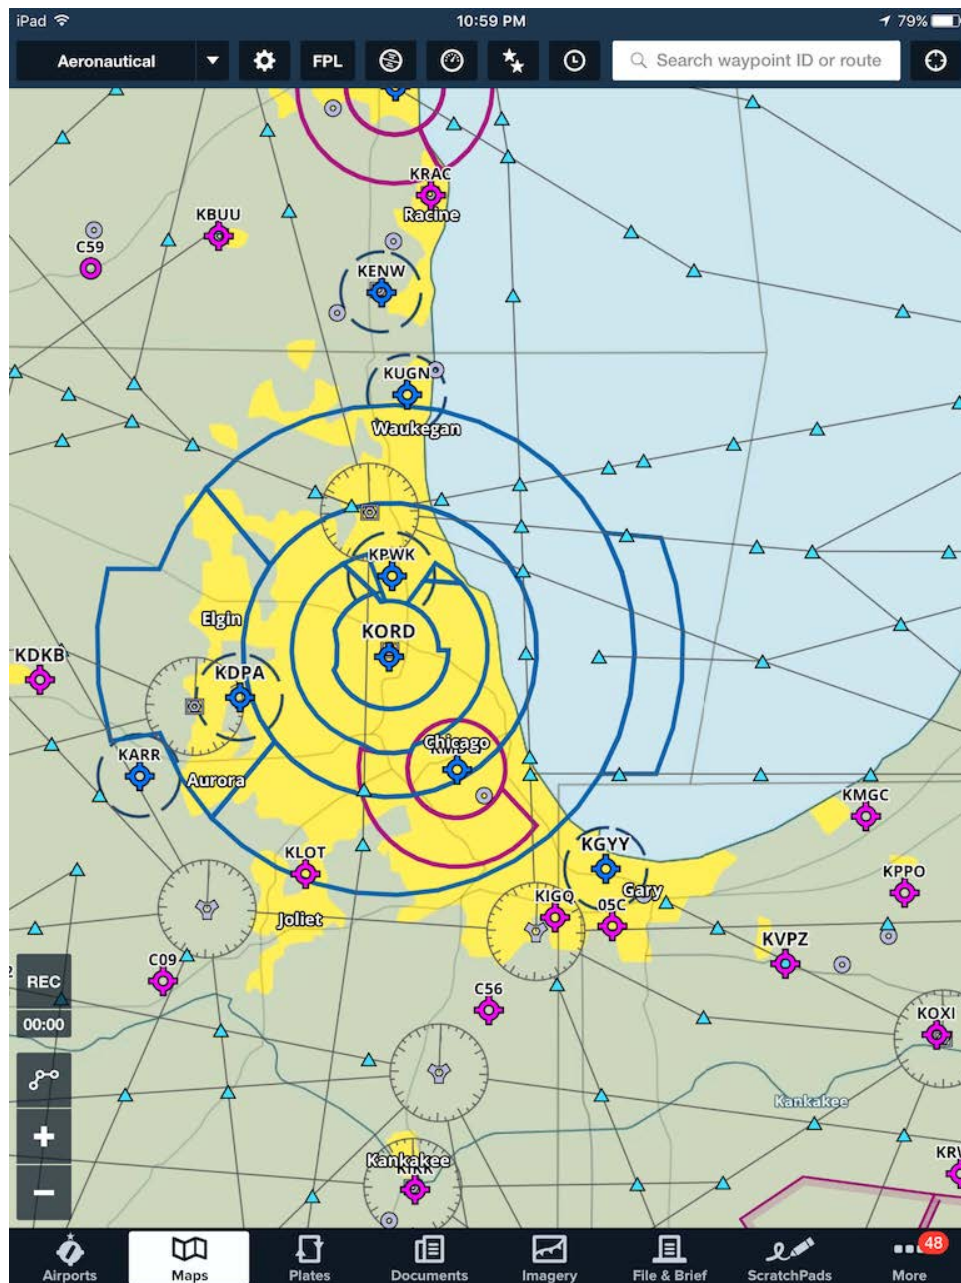 iPad
10:59 PM
79%
Aeronautical
FPL
Search waypoint ID or route
KRAC
Racine
KBUU
C59
KENW
KUGN
Waukegan
KPWK
Elgin
KORD
KDKB
KDPA
KARR
Chicago
Aurora
KMGC
KLOT
KGYY
KPPO
Gary
KIGQ
05C
Joliet
KVPZ
C09
REC
C56
KOXI
00:00
Kankakee
Kankakee
48
Airports
Maps
Plates
Documents
Imagery
File & Brief
ScratchPads
More